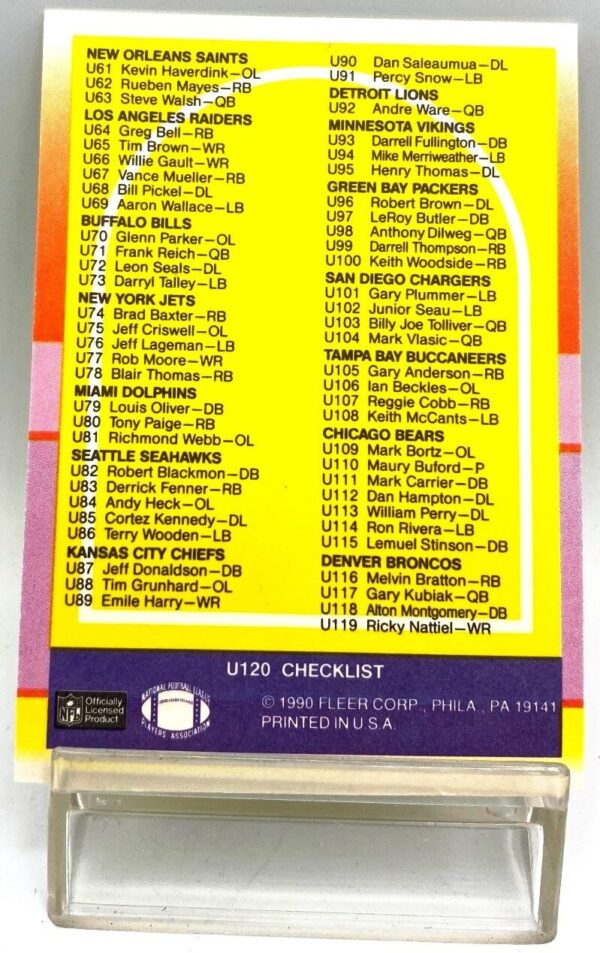 NEW ORLEANS SAINTS
U61 Kevin Haverdink—OL
U62 Rueben Mayes—RB
U63 Steve Walsh—QB
LOS ANGELES RAIDERS
U64 Greg Bell—RB
U65 Tim Brown—WR
U66 Willie Gault—WR
U67 Vance Mueller—RB
U68 Bill Pickel—DL
U69 Aaron Wallace—LB
BUFFALO BILLS
U70 Glenn Parker—OL
U71 Frank Reich—QB
U72 Leon Seals—DL
U73 Darryl Talley—LB
NEW YORK JETS
U74 Brad Baxter—RB
U75 Jeff Criswell—OL
U76 Jeff Lageman—LB
U77 Rob Moore—WR
U78 Blair Thomas—RB
MIAMI DOLPHINS
U79 Louis Oliver—DB
U80 Tony Paige—RB
U81 Richmond Webb—OL
SEATTLE SEAHAWKS
U82 Robert Blackmon—DB
U83 Derrick Fenner—RB
U84 Andy Heck—OL
U85 Cortez Kennedy—DL
U86 Terry Wooden—LB
KANSAS CITY CHIEFS
U87 Jeff Donaldson—DB
U88 Tim Grunhard—OL
U89 Emile Harry—WR
U90 Dan Saleaumua—DL
U91 Percy Snow—LB
DETROIT LIONS
U92 Andre Ware—QB
MINNESOTA VIKINGS
U93 Darrell Fullington—DB
U94 Mike Merriweather—LB
U95 Henry Thomas—DL
GREEN BAY PACKERS
U96 Robert Brown—DL
U97 LeRoy Butler—DB
U98 Anthony Dilweg—QB
U99 Darrell Thompson—RB
U100 Keith Woodside—RB
SAN DIEGO CHARGERS
U101 Gary Plummer—LB
U102 Junior Seau—LB
U103 Billy Joe Tolliver—QB
U104 Mark Vlasic—QB
TAMPA BAY BUCCANEERS
U105 Gary Anderson—RB
U106 Ian Beckles—OL
U107 Reggie Cobb—RB
U108 Keith McCants—LB
CHICAGO BEARS
U109 Mark Bortz—OL
U110 Maury Buford—P
U111 Mark Carrier—DB
U112 Dan Hampton—DL
U113 William Perry—DL
U114 Ron Rivera—LB
U115 Lemuel Stinson—DB
DENVER BRONCOS
U116 Melvin Bratton—RB
U117 Gary Kubiak—QB
U118 Alton Montgomery—DB
U119 Ricky Nattiel—WR
U120 CHECKLIST
NFL
Officially
Licensed
Product
NATIONAL FOOTBALL LEAGUE
PLAYERS ASSOCIATION
© 1990 FLEER CORP., PHILA., PA 19141
PRINTED IN U.S.A.